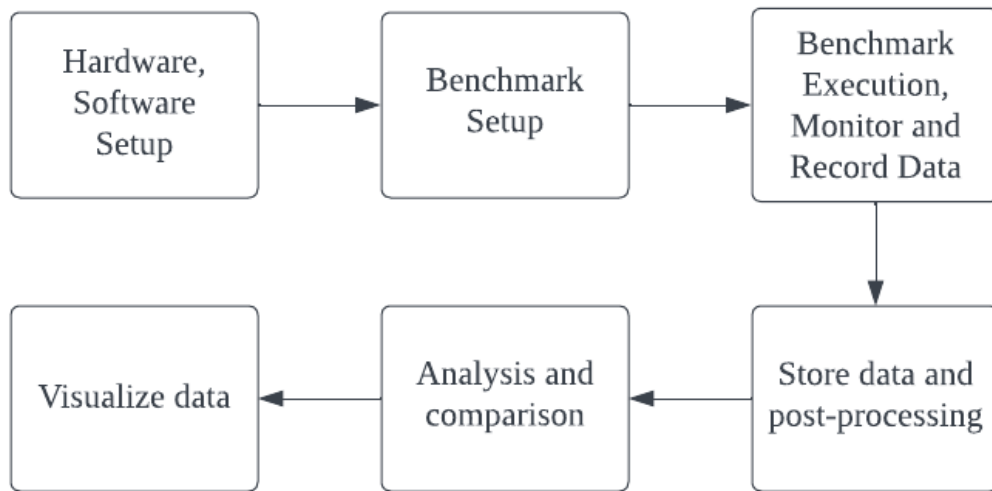 Hardware,
Software
Setup
Benchmark
Setup
Benchmark
Execution,
Monitor and
Record Data
Store data and
post-processing
Analysis and
comparison
Visualize data